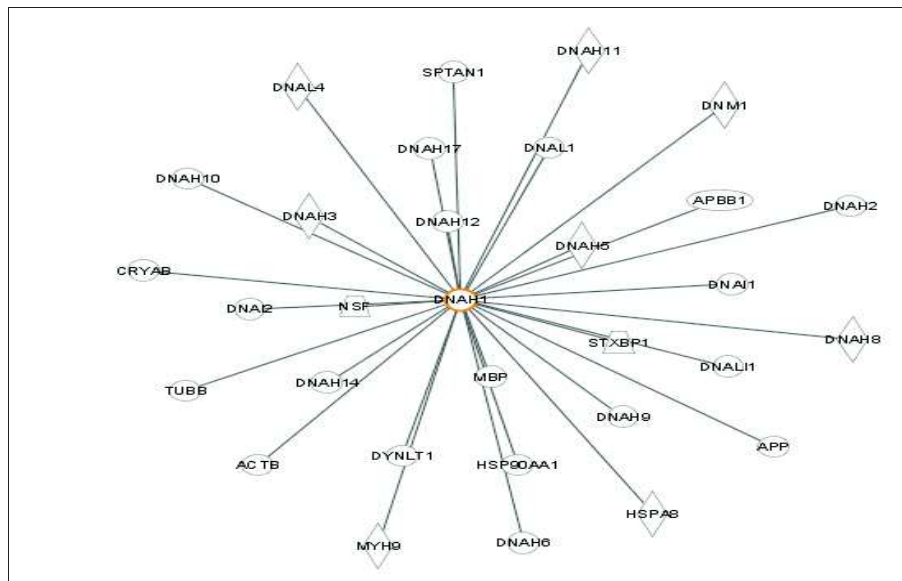 DNAH11
SPTAN1
DNAL4
DNM1
DNAH17
DNAL1
DNAH10
APBB1
DNAH2
DNAH3
DNAH12
DNAH5
CRYAB
DNAI1
DNAH1
DNAI2
NSF
STXBP1
DNAH8
DNALI1
MBP
DNAH14
TUBB
DNAH9
APP
DYNLT1
ACTB
HSP90AA1
HSPA8
DNAH6
MYH9